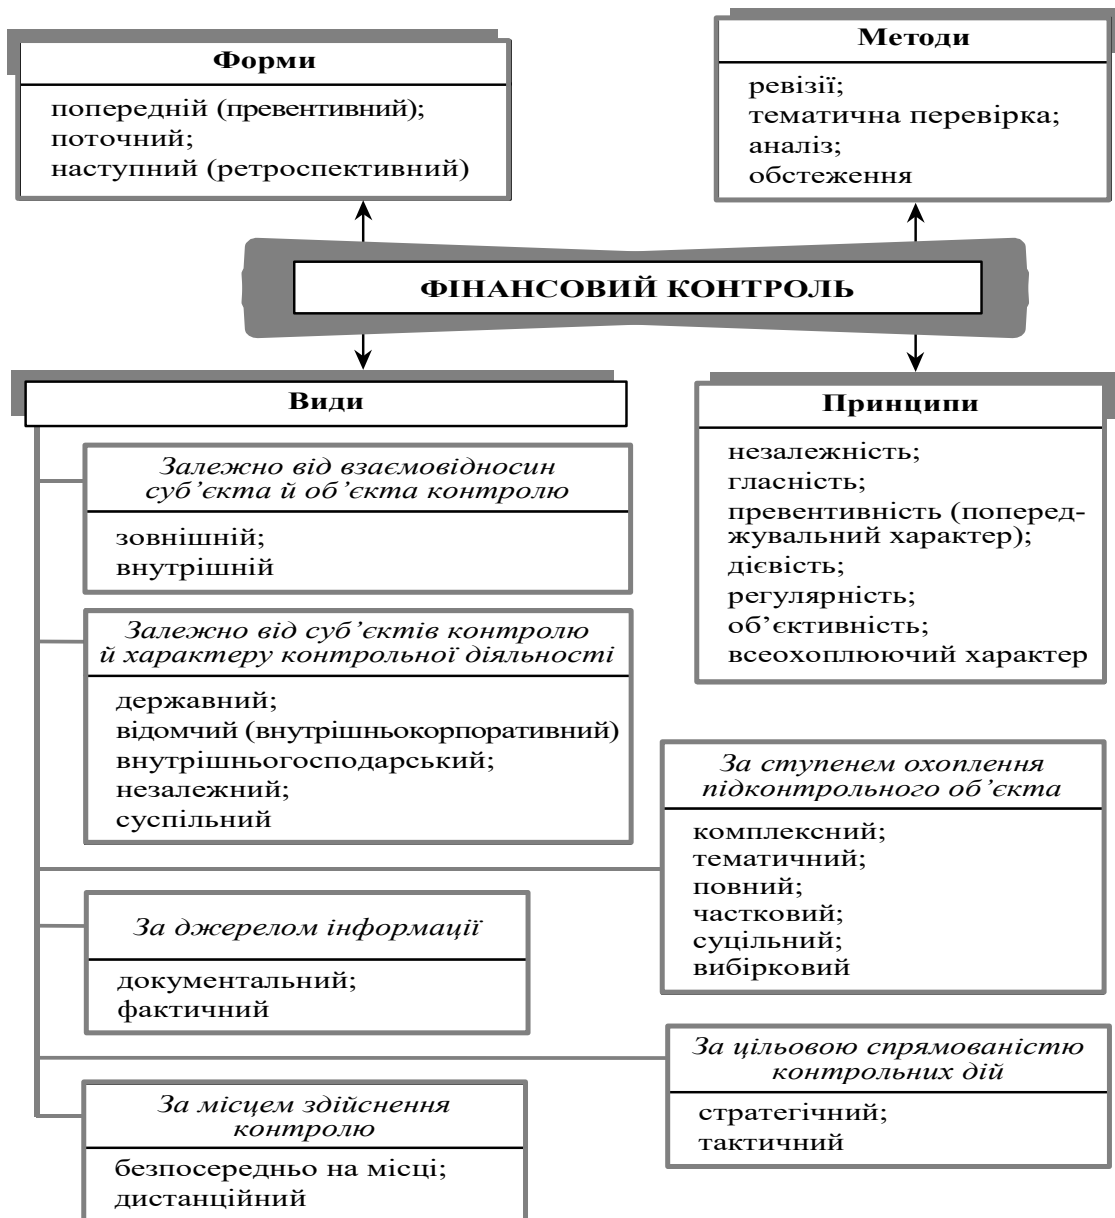 Форми
попередній (превентивний);
поточний;
наступний (ретроспективний)
Методи
ревізії;
тематична перевірка;
аналіз;
обстеження
ФІНАНСОВИЙ КОНТРОЛЬ
Види
Залежно від взаємовідносин
суб’єкта й об’єкта контролю
зовнішній;
внутрішній
Залежно від суб’єктів контролю
й характеру контрольної діяльності
державний;
відомчий (внутрішньокорпоративний)
внутрішньогосподарський;
незалежний;
суспільний
За джерелом інформації
документальний;
фактичний
За місцем здійснення
контролю
безпосередньо на місці;
дистанційний
Принципи
незалежність;
гласність;
превентивність (поперед-
жувальний характер);
дієвість;
регулярність;
об’єктивність;
всеохоплюючий характер
За ступенем охоплення
підконтрольного об’єкта
комплексний;
тематичний;
повний;
частковий;
суцільний;
вибірковий
За цільовою спрямованістю
контрольних дій
стратегічний;
тактичний